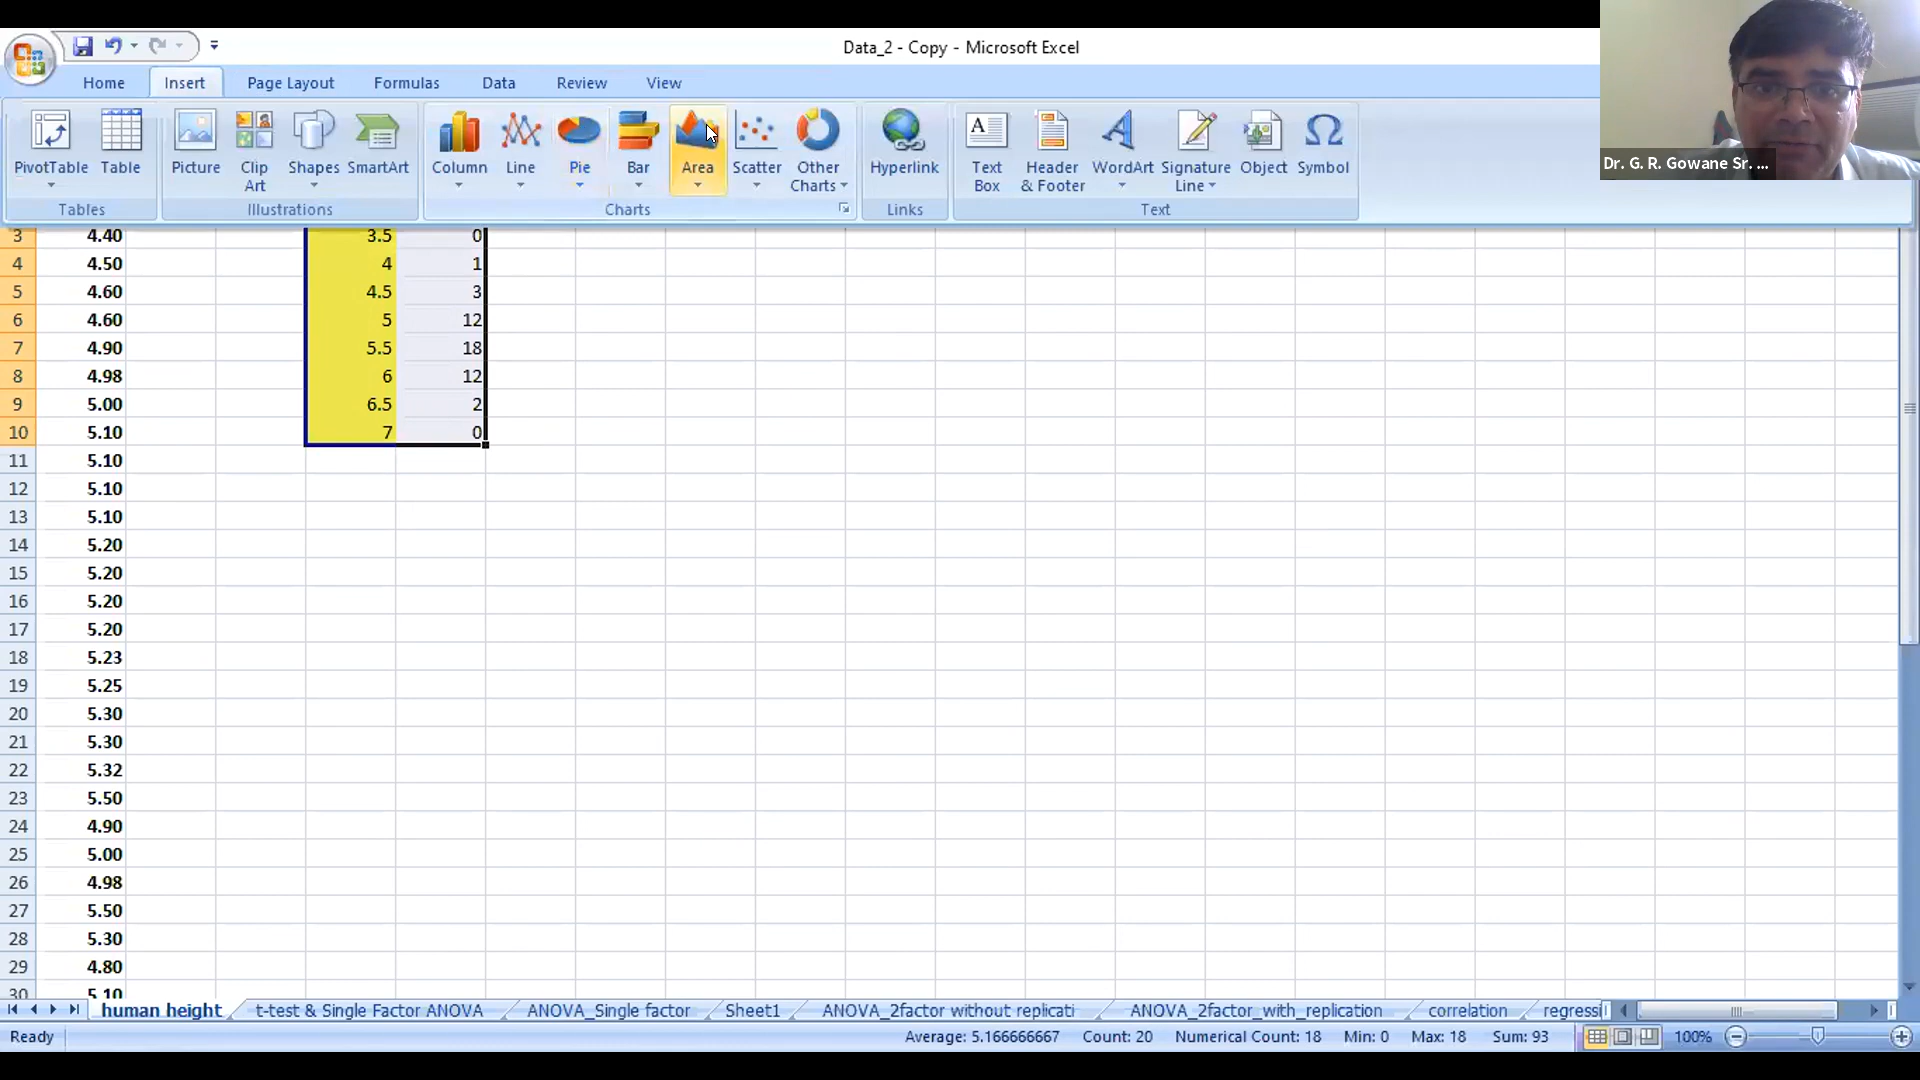 Data_2 - Copy - Microsoft Excel
Home Insert Page Layout Formulas Data Review View
PivotTable Table Picture Clip Art Shapes SmartArt Column Line Pie Bar Area Scatter Other Charts Hyperlink Text Box Header & Footer WordArt Signature Line Object Symbol
Tables Illustrations Charts Links Text
Dr. G. R. Gowane Sr. ...
3 4.40 3.5 0
4 4.50 4 1
5 4.60 4.5 3
6 4.60 5 12
7 4.90 5.5 18
8 4.98 6 12
9 5.00 6.5 2
10 5.10 7 0
11 5.10
12 5.10
13 5.10
14 5.20
15 5.20
16 5.20
17 5.20
18 5.23
19 5.25
20 5.30
21 5.30
22 5.32
23 5.50
24 4.90
25 5.00
26 4.98
27 5.50
28 5.30
29 4.80
30 5.10
human height t-test & Single Factor ANOVA ANOVA_Single factor Sheet1 ANOVA_2factor without replicati ANOVA_2factor_with_replication correlation regressi
Ready Average: 5.166666667 Count: 20 Numerical Count: 18 Min: 0 Max: 18 Sum: 93 100%